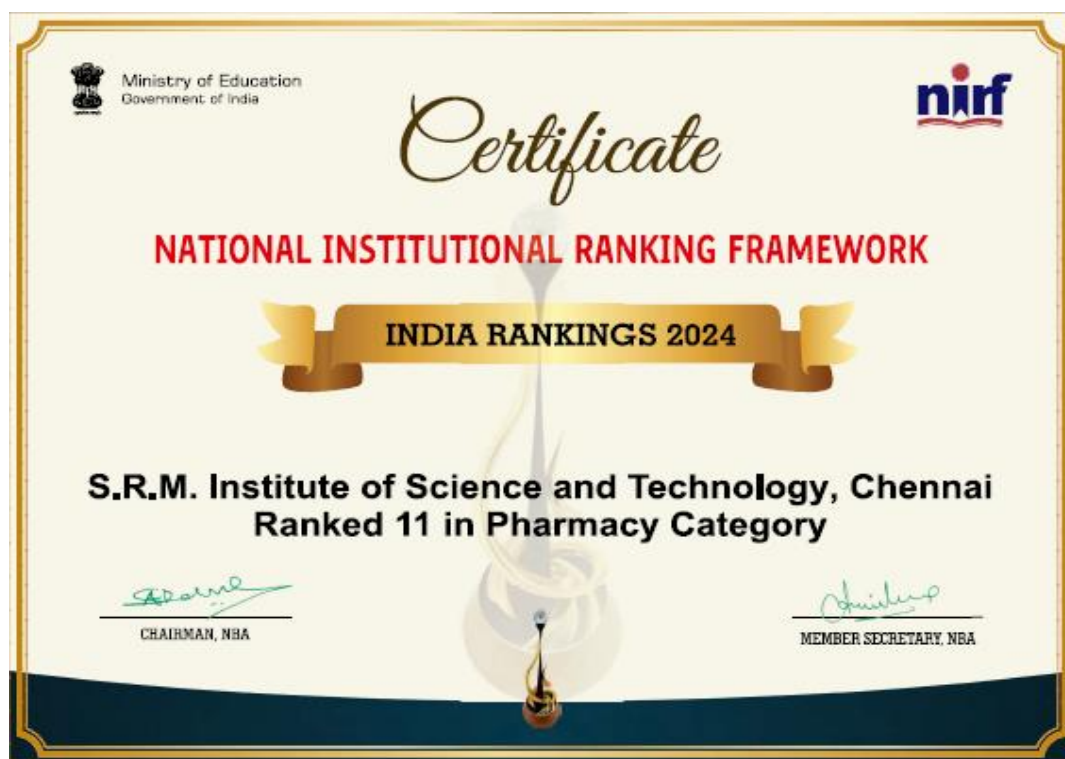 Ministry of Education
Government of India
nirf
Certificate
NATIONAL INSTITUTIONAL RANKING FRAMEWORK
INDIA RANKINGS 2024
S.R.M. Institute of Science and Technology, Chennai
Ranked 11 in Pharmacy Category
CHAIRMAN, NBA
MEMBER SECRETARY, NBA